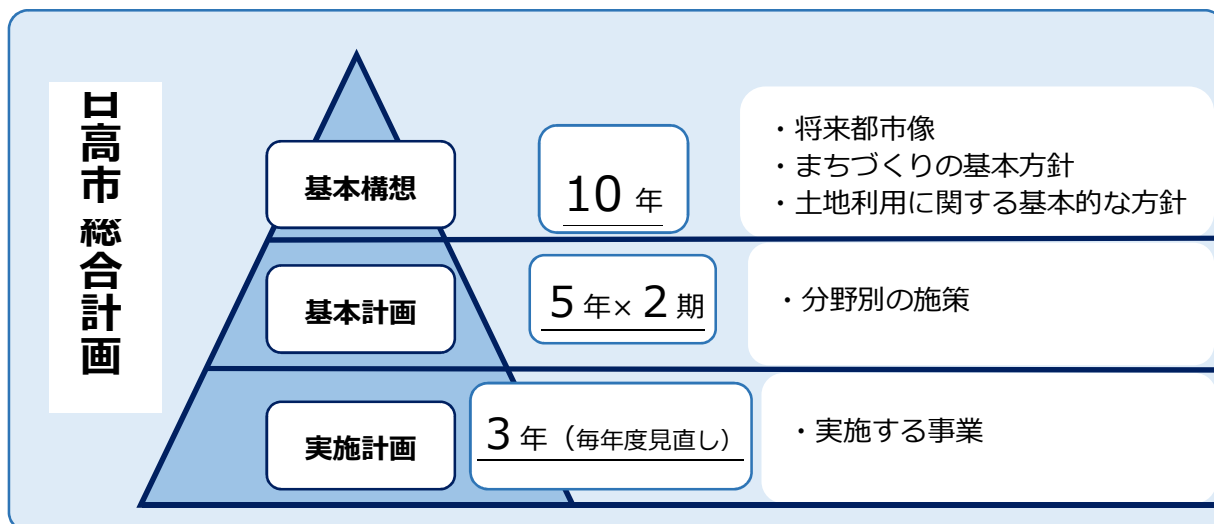 日高市 総合計画
基本構想
10 年
・将来都市像
・まちづくりの基本方針
・土地利用に関する基本的な方針
基本計画
5 年× 2 期
・分野別の施策
実施計画
3 年（毎年度見直し）
・実施する事業